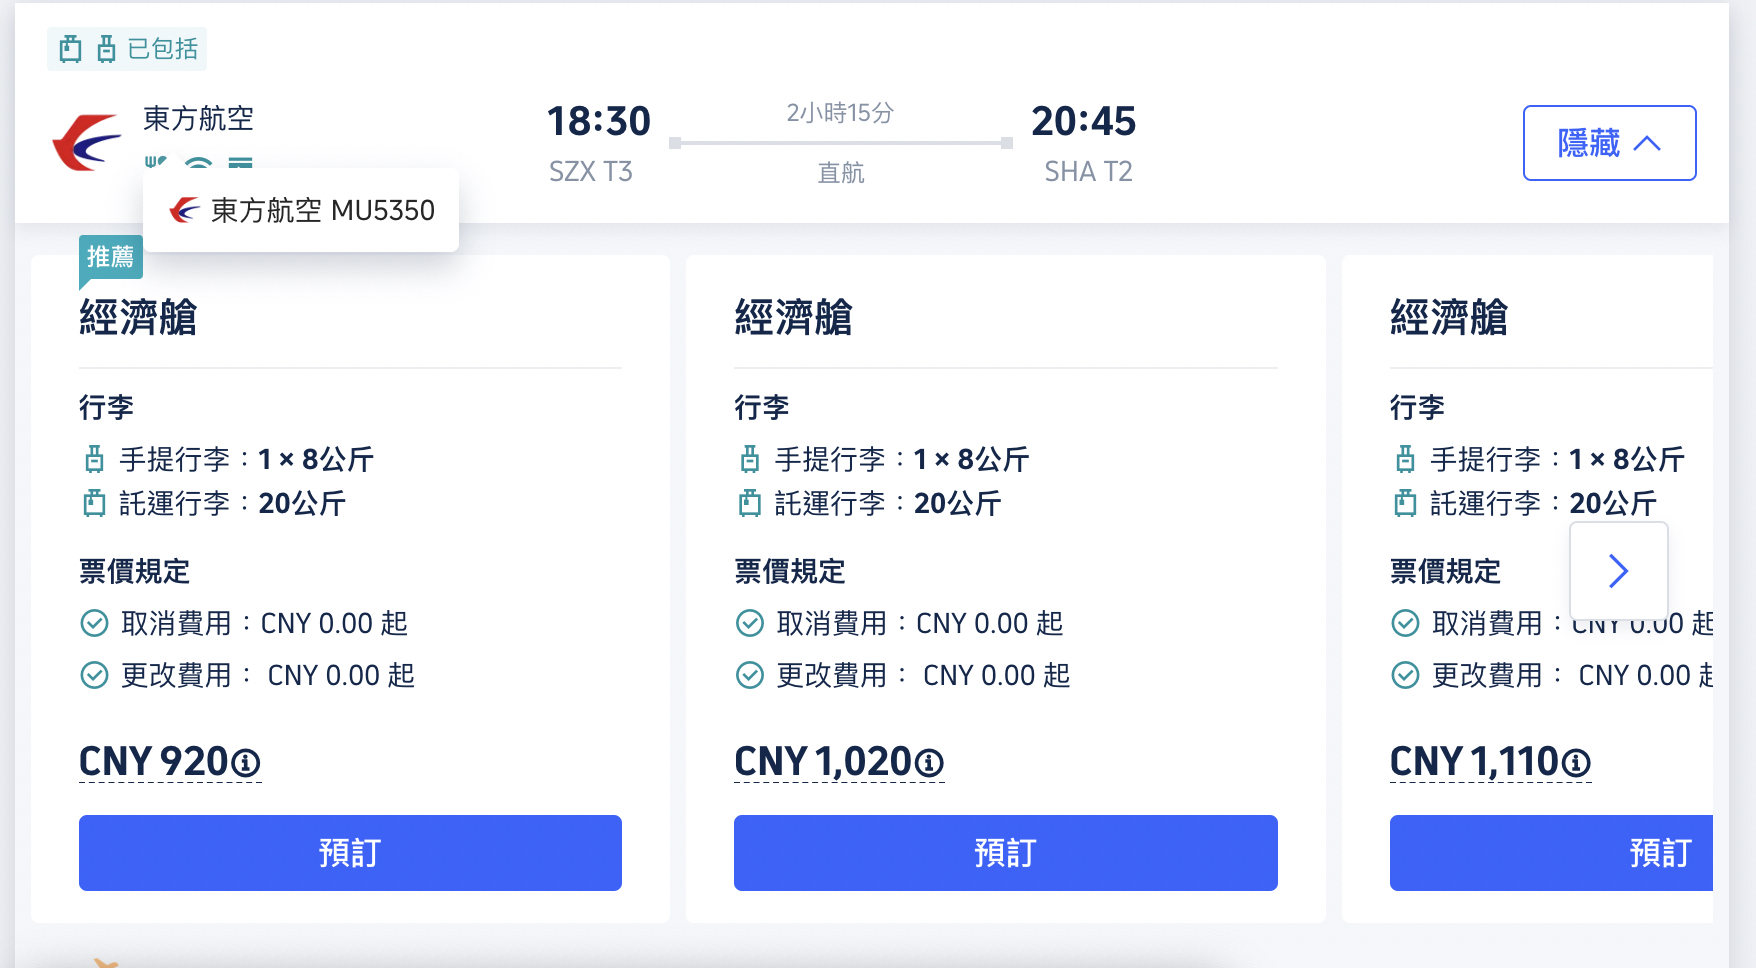 已包括
東方航空
18:30
2小時15分
20:45
SZX T3
直航
SHA T2
隱藏
東方航空 MU5350
推薦
經濟艙
行李
手提行李：1 × 8公斤
託運行李：20公斤
票價規定
取消費用：CNY 0.00 起
更改費用： CNY 0.00 起
CNY 920
預訂
經濟艙
行李
手提行李：1 × 8公斤
託運行李：20公斤
票價規定
取消費用：CNY 0.00 起
更改費用： CNY 0.00 起
CNY 1,020
預訂
經濟艙
行李
手提行李：1 × 8公斤
託運行李：20公斤
票價規定
取消費用：CNY 0.00 起
更改費用： CNY 0.00 起
CNY 1,110
預訂